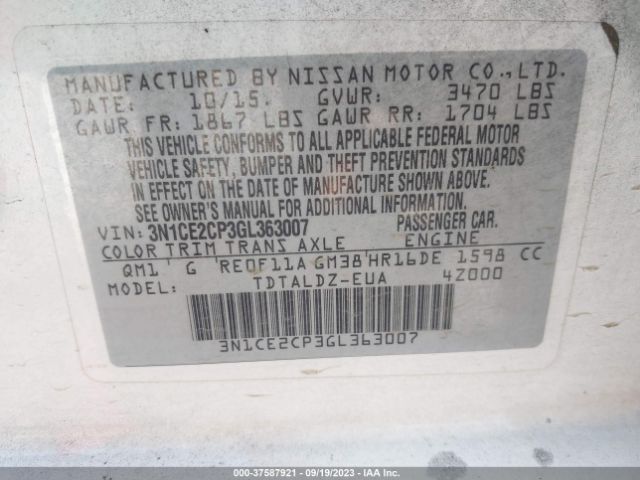 MANUFACTURED BY NISSAN MOTOR CO.,LTD.
DATE: 10/15. GVWR: 3470 LBS
GAWR FR: 1867 LBS GAWR RR: 1704 LBS
THIS VEHICLE CONFORMS TO ALL APPLICABLE FEDERAL MOTOR
VEHICLE SAFETY, BUMPER AND THEFT PREVENTION STANDARDS
IN EFFECT ON THE DATE OF MANUFACTURE SHOWN ABOVE.
SEE OWNER'S MANUAL FOR ADDITIONAL INFORMATION.
VIN: 3N1CE2CP3GL363007 PASSENGER CAR.
COLOR TRIM TRANS AXLE ENGINE
QM1 G RE0F11A GM38 HR16DE 1598 CC
MODEL: TDTALDZ-EUA 4Z000
3N1CE2CP3GL363007
000-37587921 - 09/19/2023 - IAA Inc.